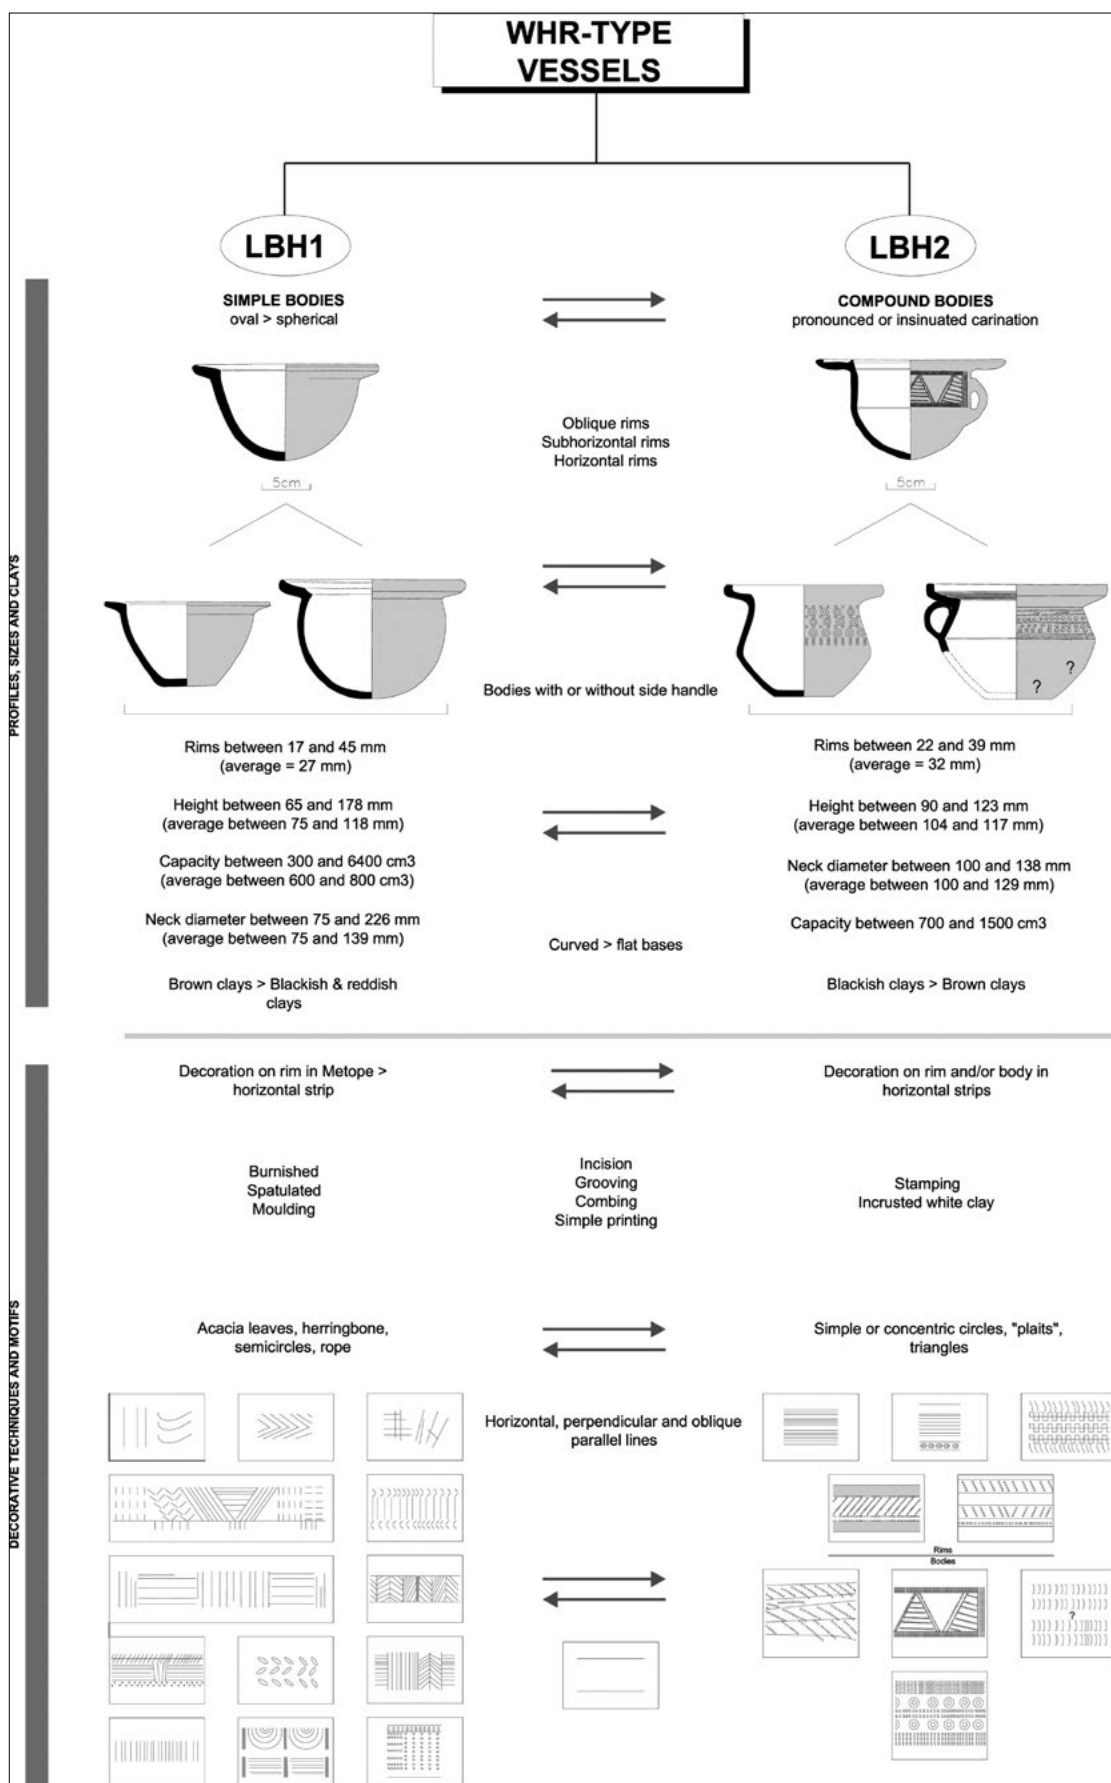 WHR-TYPE
VESSELS
LBH1
LBH2
SIMPLE BODIES
oval > spherical
COMPOUND BODIES
pronounced or insinuated carination
Oblique rims
Subhorizontal rims
Horizontal rims
5cm
5cm
PROFILES, SIZES AND CLAYS
?
?
Bodies with or without side handle
Rims between 17 and 45 mm
(average = 27 mm)
Height between 65 and 178 mm
(average between 75 and 118 mm)
Capacity between 300 and 6400 cm3
(average between 600 and 800 cm3)
Neck diameter between 75 and 226 mm
(average between 75 and 139 mm)
Brown clays > Blackish & reddish
clays
Curved > flat bases
Rims between 22 and 39 mm
(average = 32 mm)
Height between 90 and 123 mm
(average between 104 and 117 mm)
Neck diameter between 100 and 138 mm
(average between 100 and 129 mm)
Capacity between 700 and 1500 cm3
Blackish clays > Brown clays
DECORATIVE TECHNIQUES AND MOTIFS
Decoration on rim in Metope >
horizontal strip
Decoration on rim and/or body in
horizontal strips
Burnished
Spatulated
Moulding
Incision
Grooving
Combing
Simple printing
Stamping
Incrusted white clay
Acacia leaves, herringbone,
semicircles, rope
Simple or concentric circles, "plaits",
triangles
Horizontal, perpendicular and oblique
parallel lines
Rims
Bodies
?